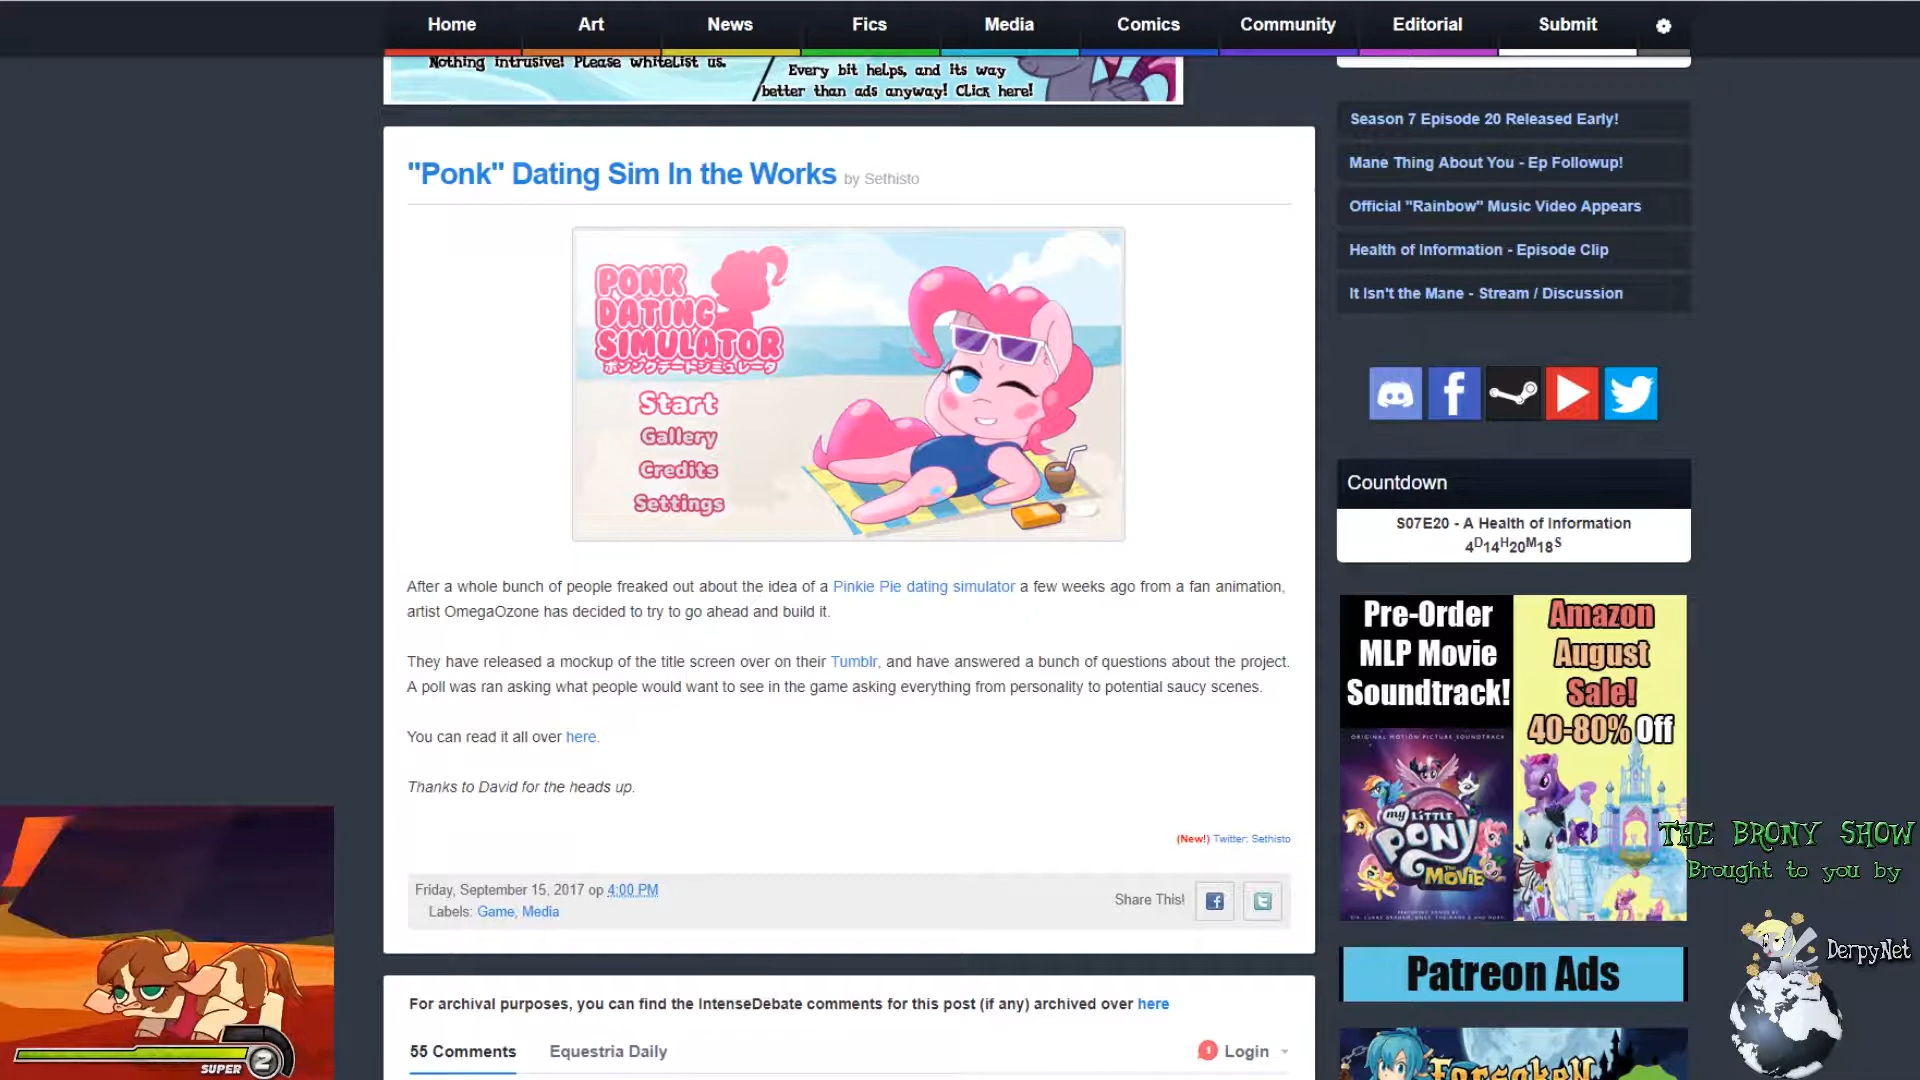 Home Art News Fics Media Comics Community Editorial Submit
Nothing intrusive! Please whitelist us.
Every bit helps, and its way
better than ads anyway! Click here!
"Ponk" Dating Sim In the Works by Sethisto
PONK
DATING
SIMULATOR
Start
Gallery
Credits
Settings
After a whole bunch of people freaked out about the idea of a Pinkie Pie dating simulator a few weeks ago from a fan animation,
artist OmegaOzone has decided to try to go ahead and build it.
They have released a mockup of the title screen over on their Tumblr, and have answered a bunch of questions about the project.
A poll was ran asking what people would want to see in the game asking everything from personality to potential saucy scenes.
You can read it all over here.
Thanks to David for the heads up.
(New!) Twitter: Sethisto
Friday, September 15, 2017 op 4:00 PM
Labels: Game, Media
Share This!
For archival purposes, you can find the IntenseDebate comments for this post (if any) archived over here
55 Comments Equestria Daily
1 Login
Season 7 Episode 20 Released Early!
Mane Thing About You - Ep Followup!
Official "Rainbow" Music Video Appears
Health of Information - Episode Clip
It Isn't the Mane - Stream / Discussion
Countdown
S07E20 - A Health of Information
4D14H20M18S
Pre-Order
MLP Movie
Soundtrack!
ORIGINAL MOTION PICTURE SOUNDTRACK
my LITTLE
PONY
THE MOVIE
Amazon
August
Sale!
40-80% Off
Patreon Ads
FORSAKEN
THE BRONY SHOW
Brought to you by
DerpyNet
SUPER 2